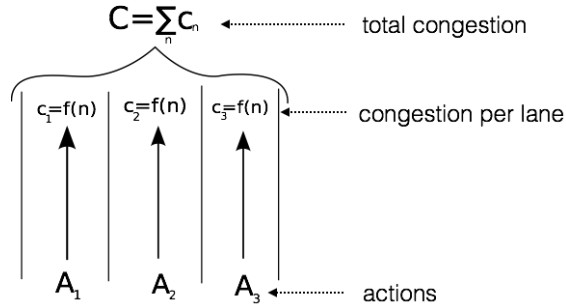 C=∑cₙ
n
total congestion
c₁=f(n) c₂=f(n) c₃=f(n)
congestion per lane
A₁ A₂ A₃
actions